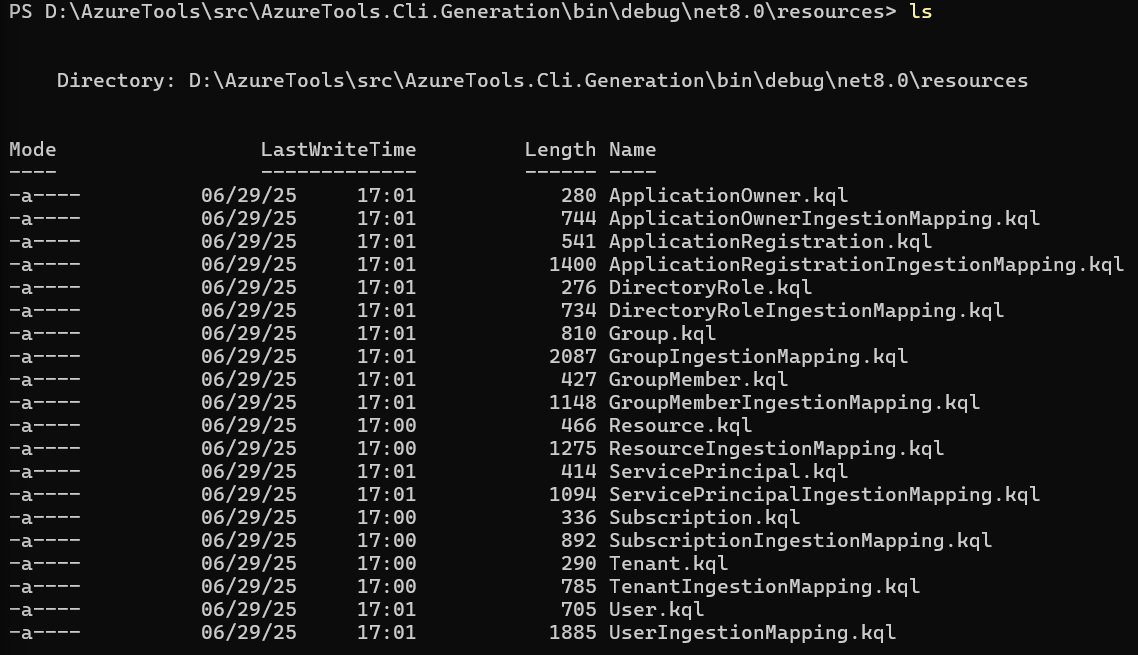 PS D:\AzureTools\src\AzureTools.Cli.Generation\bin\debug\net8.0\resources> ls
Directory: D:\AzureTools\src\AzureTools.Cli.Generation\bin\debug\net8.0\resources
Mode                 LastWriteTime         Length Name
----                 -------------         ------ ----
-a----          06/29/25     17:01            280 ApplicationOwner.kql
-a----          06/29/25     17:01            744 ApplicationOwnerIngestionMapping.kql
-a----          06/29/25     17:01            541 ApplicationRegistration.kql
-a----          06/29/25     17:01           1400 ApplicationRegistrationIngestionMapping.kql
-a----          06/29/25     17:01            276 DirectoryRole.kql
-a----          06/29/25     17:01            734 DirectoryRoleIngestionMapping.kql
-a----          06/29/25     17:01            810 Group.kql
-a----          06/29/25     17:01           2087 GroupIngestionMapping.kql
-a----          06/29/25     17:01            427 GroupMember.kql
-a----          06/29/25     17:01           1148 GroupMemberIngestionMapping.kql
-a----          06/29/25     17:00            466 Resource.kql
-a----          06/29/25     17:00           1275 ResourceIngestionMapping.kql
-a----          06/29/25     17:01            414 ServicePrincipal.kql
-a----          06/29/25     17:01           1094 ServicePrincipalIngestionMapping.kql
-a----          06/29/25     17:00            336 Subscription.kql
-a----          06/29/25     17:00            892 SubscriptionIngestionMapping.kql
-a----          06/29/25     17:00            290 Tenant.kql
-a----          06/29/25     17:00            785 TenantIngestionMapping.kql
-a----          06/29/25     17:01            705 User.kql
-a----          06/29/25     17:01           1885 UserIngestionMapping.kql